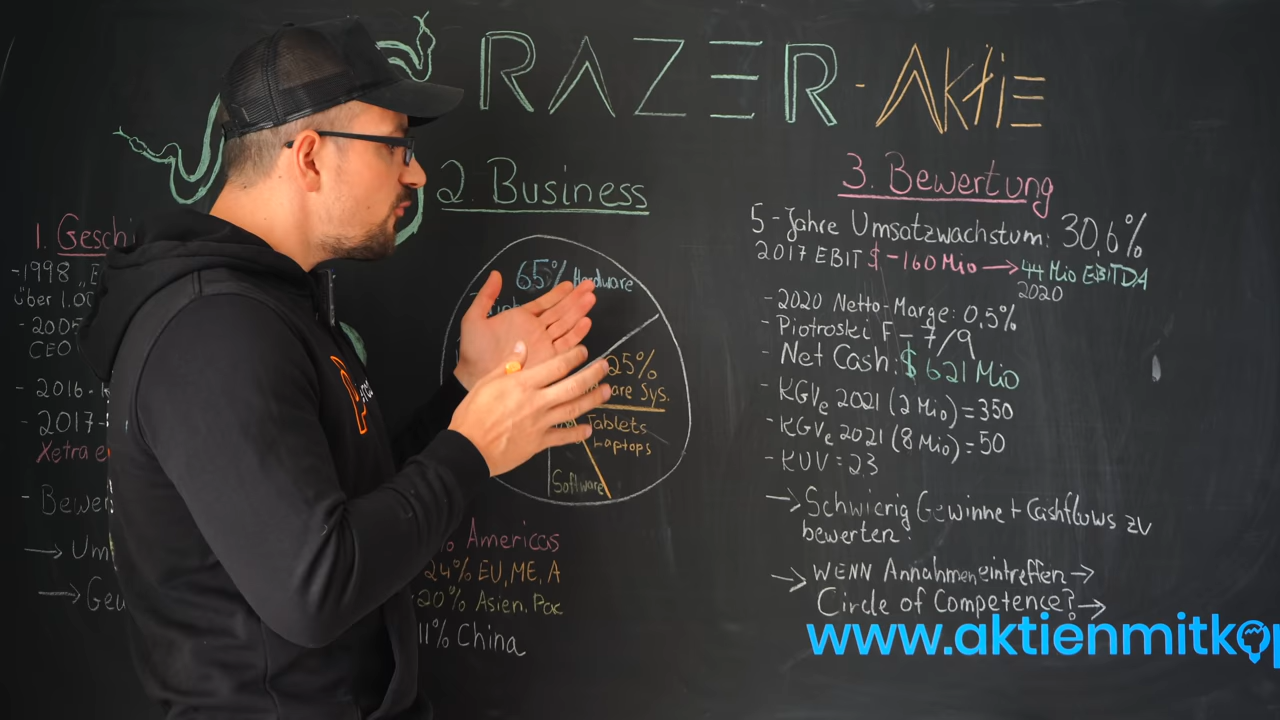 RAZER - AKTIE
1. Geschi
- 1998 „
über 1.00
- 2005
CEO
- 2016 -
- 2017 -
Xetra
- Bewer
→ Um
→
2. Business
65% Hardware
25%
Sys.
Tablets
Laptops
Software
% Americas
24% EU, ME, A
20% Asien. Pac
11% China
3. Bewertung
5-Jahre Umsatzwachstum: 30,6%
2017 EBIT $ -160 Mio → 44 Mio EBITDA
2020
- 2020 Netto-Marge: 0,5%
- Piotroski F - 7/9
- Net Cash: $ 621 Mio
- KGVe 2021 (2 Mio) = 350
- KGVe 2021 (8 Mio) = 50
- KUV = 2,3
→ Schwierig Gewinne + Cashflows zu
bewerten!
→ WENN Annahmen eintreffen →
Circle of Competence? →
www.aktienmitkop